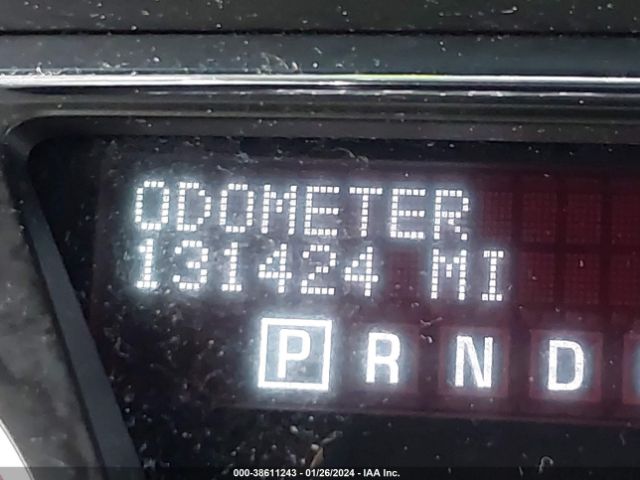 ODOMETER
131424 MI
P R N D
000-38611243 - 01/26/2024 - IAA Inc.